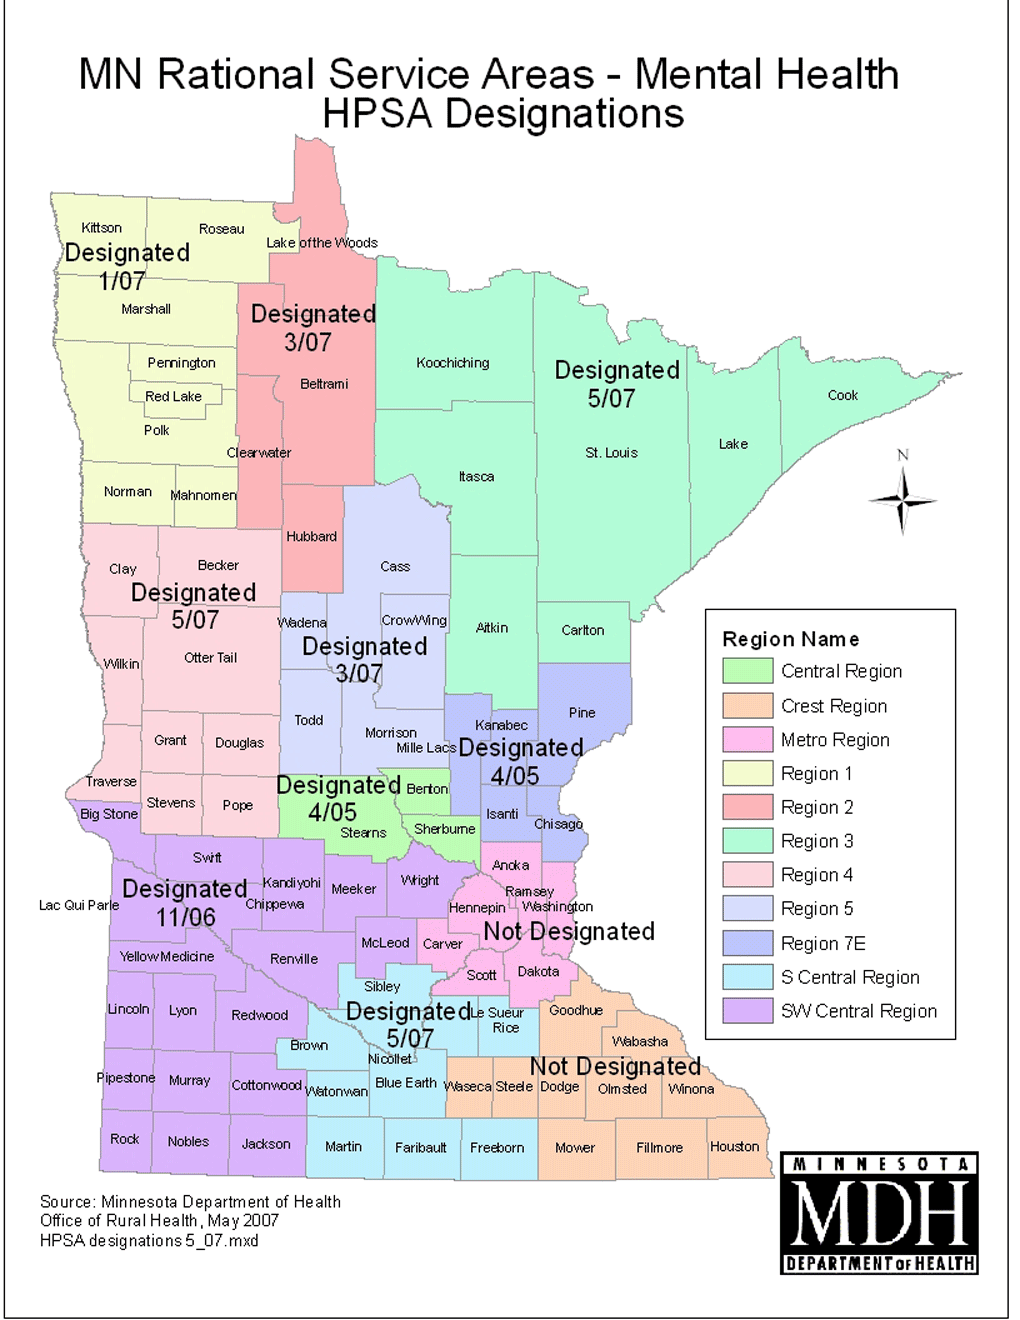 MN Rational Service Areas - Mental Health
HPSA Designations
Kittson
Roseau
Lake of the Woods
Designated
1/07
Marshall
Designated
3/07
Pennington
Red Lake
Beltrami
Polk
Clearwater
Norman
Mahnomen
Koochiching
Designated
5/07
Cook
Lake
St. Louis
Itasca
N
Hubbard
Clay
Becker
Designated
5/07
Cass
Wadena
CrowWing
Aitkin
Carlton
Designated
3/07
Wilkin
Otter Tail
Todd
Morrison
Mille Lacs
Kanabec
Pine
Designated
4/05
Grant
Douglas
Traverse
Stevens
Pope
Designated
4/05
Benton
Stearns
Sherburne
Isanti
Chisago
Big Stone
Swift
Kandiyohi
Meeker
Wright
Anoka
Ramsey
Washington
Hennepin
Designated
11/06
Chippewa
Lac Qui Parle
Not Designated
McLeod
Carver
Yellow Medicine
Renville
Scott
Dakota
Sibley
Lincoln
Lyon
Redwood
Designated
5/07
Le Sueur
Rice
Goodhue
Wabasha
Brown
Nicollet
Not Designated
Pipestone
Murray
Cottonwood
Watonwan
Blue Earth
Waseca
Steele
Dodge
Olmsted
Winona
Rock
Nobles
Jackson
Martin
Faribault
Freeborn
Mower
Fillmore
Houston
Region Name
Central Region
Crest Region
Metro Region
Region 1
Region 2
Region 3
Region 4
Region 5
Region 7E
S Central Region
SW Central Region
Source: Minnesota Department of Health
Office of Rural Health, May 2007
HPSA designations 5_07.mxd
MINNESOTA
MDH
DEPARTMENT OF HEALTH